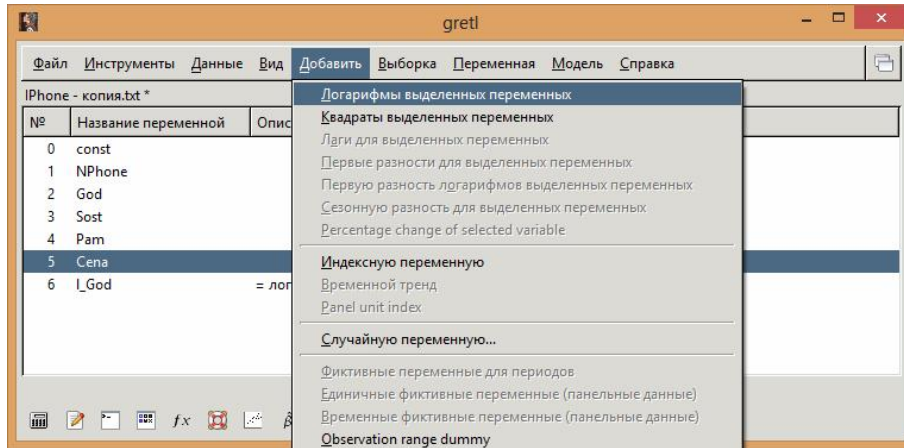 gretl
Файл Инструменты Данные Вид Добавить Выборка Переменная Модель Справка
IPhone - копия.txt *
№ Название переменной Опис
0 const
1 NPhone
2 God
3 Sost
4 Pam
5 Cena
6 l_God = лог
Логарифмы выделенных переменных
Квадраты выделенных переменных
Лаги для выделенных переменных
Первые разности для выделенных переменных
Первую разность логарифмов выделенных переменных
Сезонную разность для выделенных переменных
Percentage change of selected variable
Индексную переменную
Временной тренд
Panel unit index
Случайную переменную...
Фиктивные переменные для периодов
Единичные фиктивные переменные (панельные данные)
Временные фиктивные переменные (панельные данные)
Observation range dummy
fx β